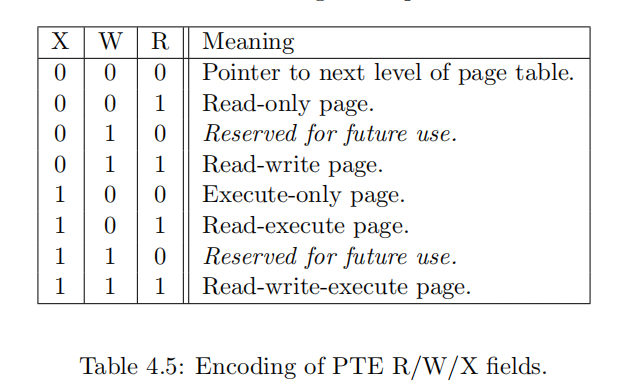 X W R Meaning
0 0 0 Pointer to next level of page table.
0 0 1 Read-only page.
0 1 0 Reserved for future use.
0 1 1 Read-write page.
1 0 0 Execute-only page.
1 0 1 Read-execute page.
1 1 0 Reserved for future use.
1 1 1 Read-write-execute page.
Table 4.5: Encoding of PTE R/W/X fields.